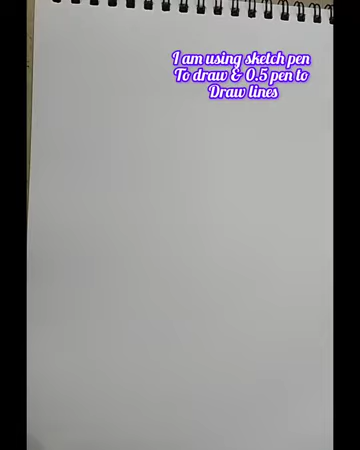 I am using sketch pen
To draw & 0.5 pen to
Draw lines